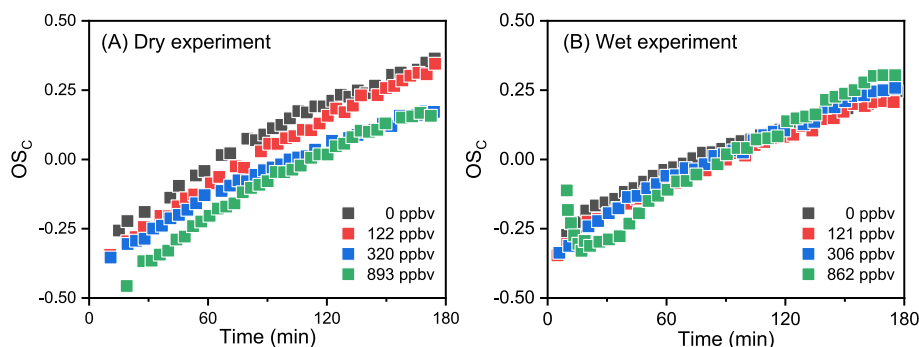 (A) Dry experiment
OSC
0.50
0.25
0.00
-0.25
-0.50
0 ppbv
122 ppbv
320 ppbv
893 ppbv
0
60
120
180
Time (min)
(B) Wet experiment
OSC
0.50
0.25
0.00
-0.25
-0.50
0 ppbv
121 ppbv
306 ppbv
862 ppbv
0
60
120
180
Time (min)